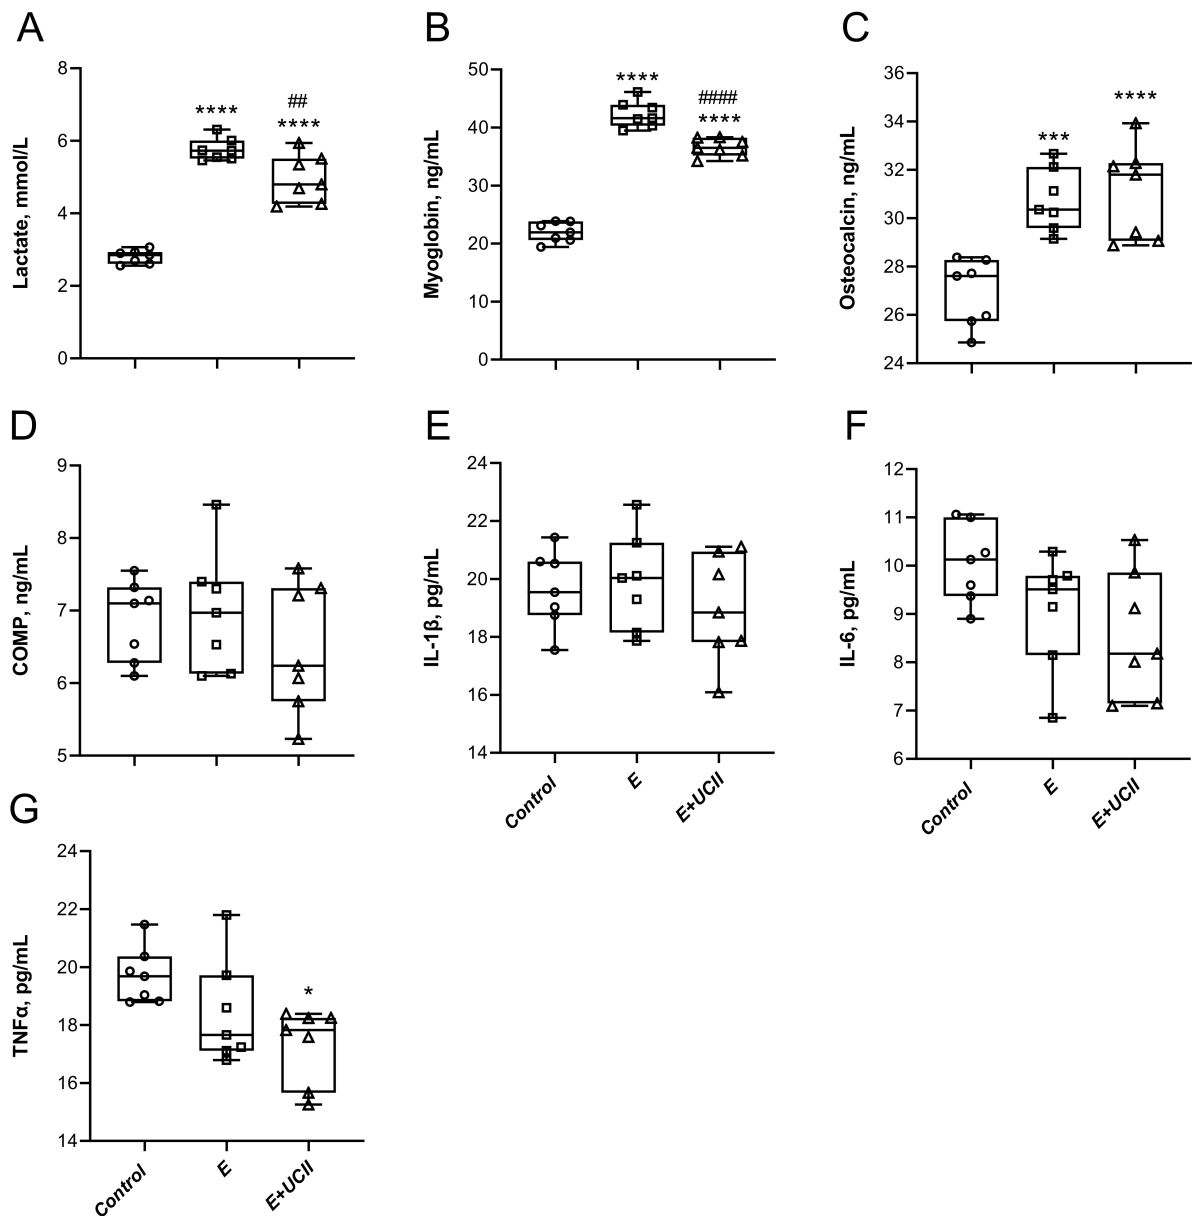 A
Lactate, mmol/L
8
6
4
2
0
****
##
****
B
Myoglobin, ng/mL
50
40
30
20
10
0
****
####
****
C
Osteocalcin, ng/mL
36
34
32
30
28
26
24
***
****
D
COMP, ng/mL
9
8
7
6
5
E
IL-1β, pg/mL
24
22
20
18
16
14
Control
E
E+UCII
F
IL-6, pg/mL
12
11
10
9
8
7
6
Control
E
E+UCII
G
TNFα, pg/mL
24
22
20
18
16
14
*
Control
E
E+UCII